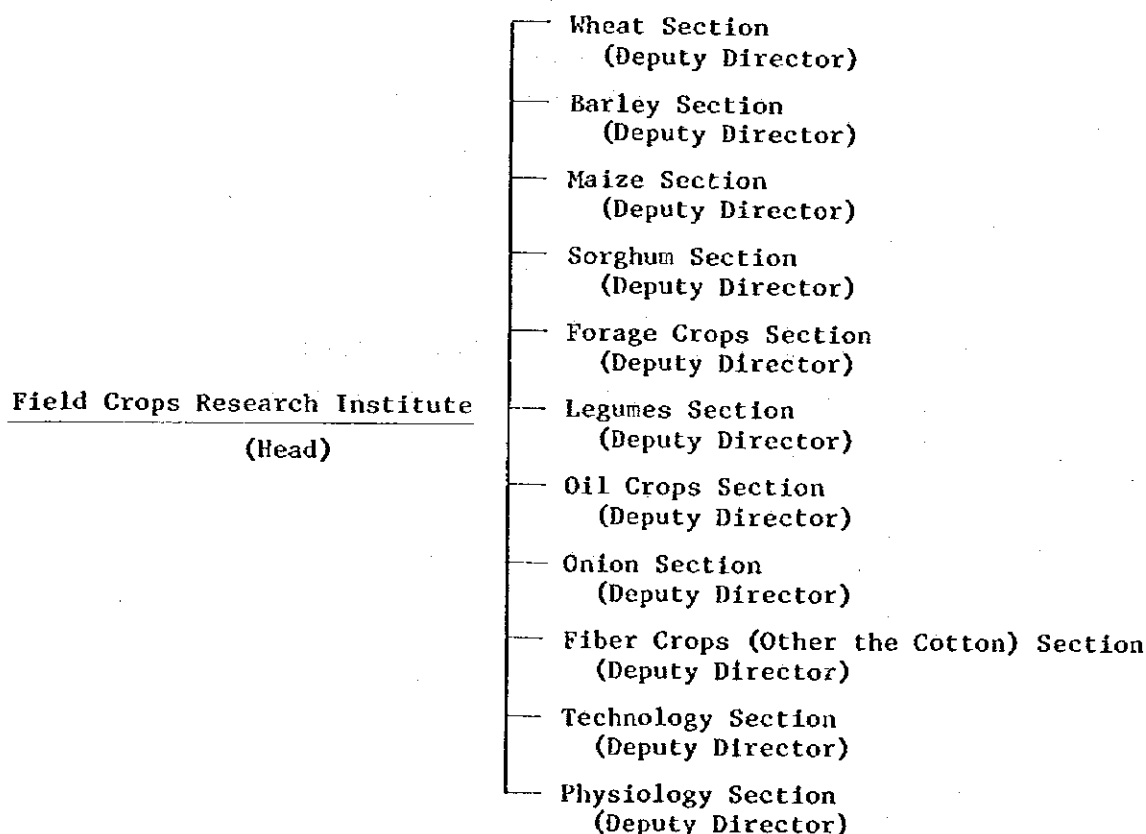 Wheat Section
(Deputy Director)
Barley Section
(Deputy Director)
Maize Section
(Deputy Director)
Sorghum Section
(Deputy Director)
Forage Crops Section
(Deputy Director)
Field Crops Research Institute
(Head)
Legumes Section
(Deputy Director)
Oil Crops Section
(Deputy Director)
Onion Section
(Deputy Director)
Fiber Crops (Other the Cotton) Section
(Deputy Director)
Technology Section
(Deputy Director)
Physiology Section
(Deputy Director)